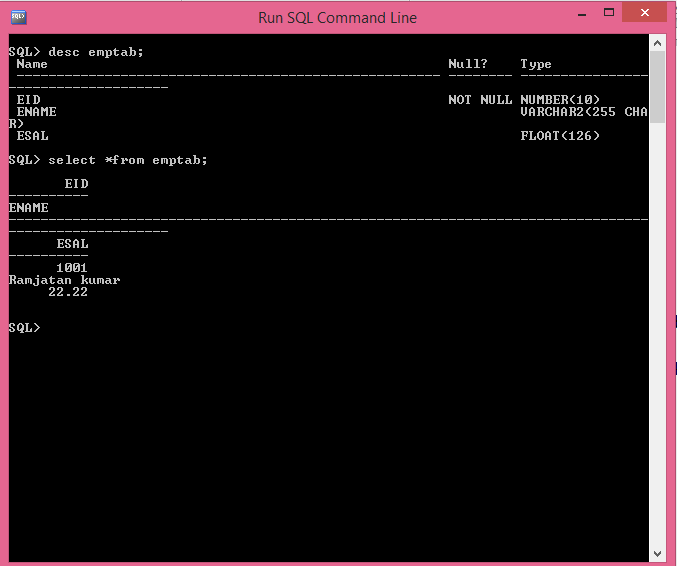 Run SQL Command Line
SQL> desc emptab;
Name Null? Type
----------------------------------------------------- -------- ----------------
--------------------
EID NOT NULL NUMBER(10)
ENAME VARCHAR2(255 CHA
R)
ESAL FLOAT(126)
SQL> select *from emptab;
EID
----------
ENAME
--------------------------------------------------------------------------------
--------------------
ESAL
----------
1001
Ramjatan kumar
22.22
SQL>